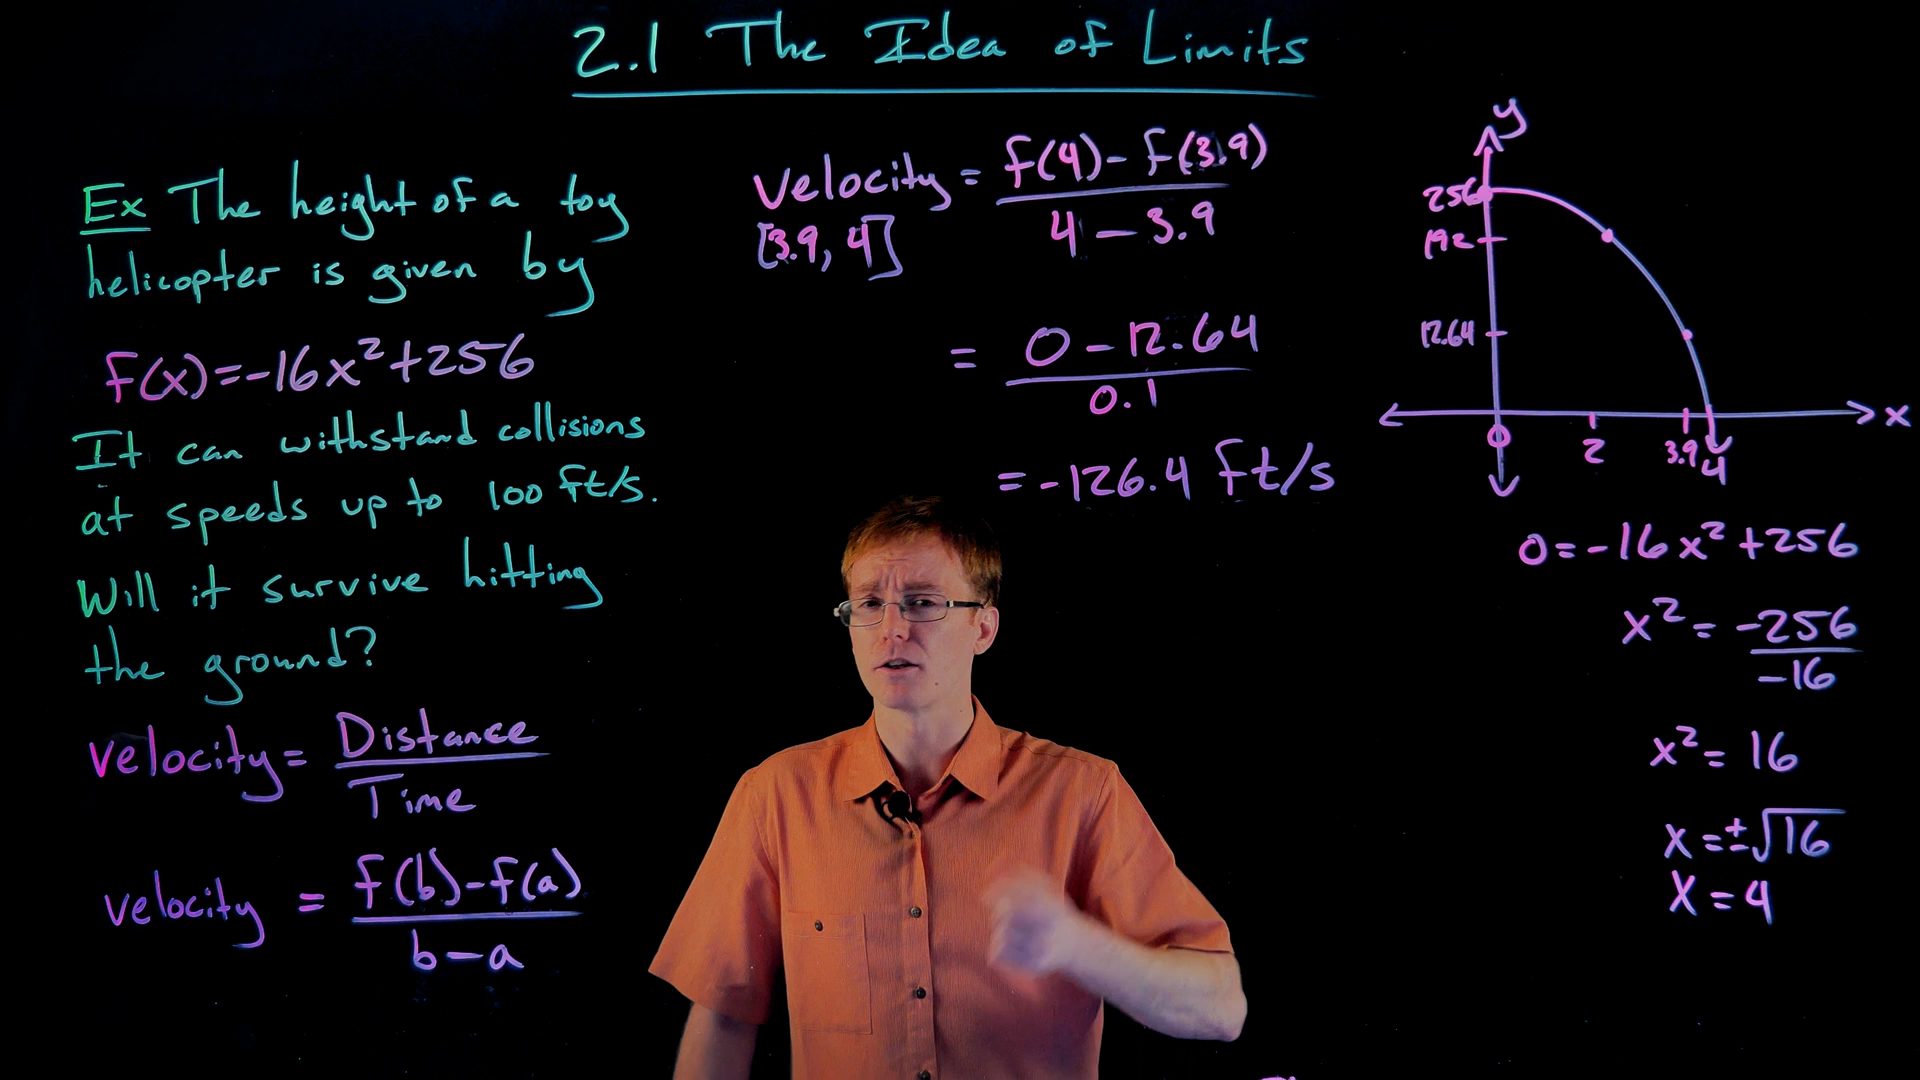 2.1 The Idea of Limits
Ex The height of a toy
helicopter is given by
f(x)=-16x²+256
It can withstand collisions
at speeds up to 100 ft/s.
Will it survive hitting
the ground?
velocity = Distance
Time
velocity = f(b)-f(a)
b-a
velocity = f(4)-f(3.9)
[3.9, 4] 4-3.9
= 0-12.64
0.1
= -126.4 ft/s
y
256
192
12.64
x
0 2 3.9 4
0=-16x²+256
x² = -256
-16
x² = 16
x = ±√16
x = 4